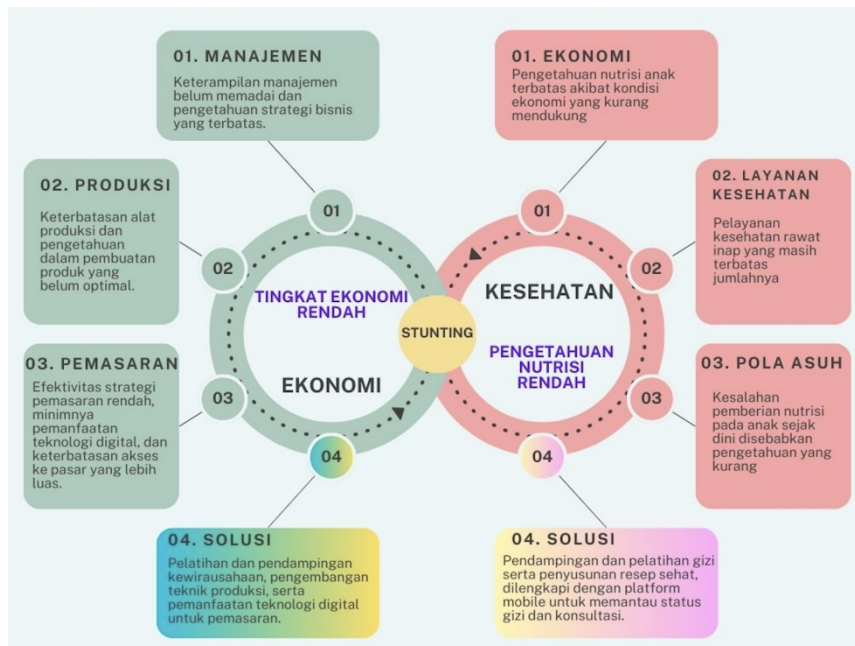 01. MANAJEMEN
Keterampilan manajemen
belum memadai dan
pengetahuan strategi bisnis
yang terbatas.
01. EKONOMI
Pengetahuan nutrisi anak
terbatas akibat kondisi
ekonomi yang kurang
mendukung
02. PRODUKSI
Keterbatasan alat
produksi dan
pengetahuan
dalam pembuatan
produk yang
belum optimal.
02. LAYANAN
KESEHATAN
Pelayanan
kesehatan rawat
inap yang masih
terbatas
jumlahnya
01
02
03
04
TINGKAT EKONOMI
RENDAH
EKONOMI
STUNTING
01
02
03
04
KESEHATAN
PENGETAHUAN
NUTRISI
RENDAH
03. PEMASARAN
Efektivitas strategi
pemasaran rendah,
minimnya
pemanfaatan
teknologi digital, dan
keterbatasan akses
ke pasar yang lebih
luas.
03. POLA ASUH
Kesalahan
pemberian nutrisi
pada anak sejak
dini disebabkan
pengetahuan yang
kurang
04. SOLUSI
Pelatihan dan pendampingan
kewirausahaan, pengembangan
teknik produksi, serta
pemanfaatan teknologi digital
untuk pemasaran.
04. SOLUSI
Pendampingan dan pelatihan gizi
serta penyusunan resep sehat,
dilengkapi dengan platform
mobile untuk memantau status
gizi dan konsultasi.